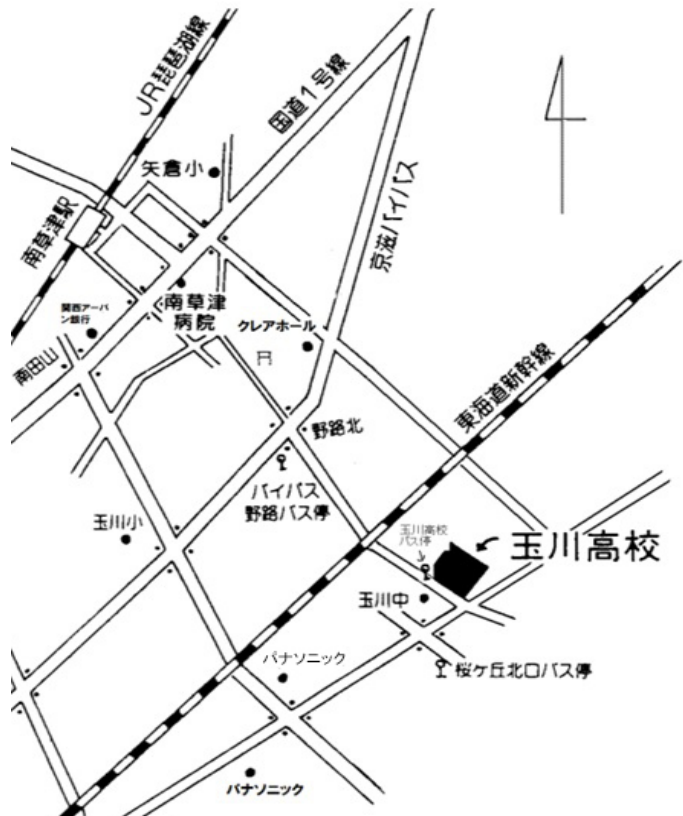 JR琵琶湖線
国道1号線
矢倉小
京滋バイパス
南草津駅
関西アーバ
ン銀行
南草津
病院
クレアホール
南田山
東海道新幹線
野路北
バイパス
野路バス停
玉川小
玉川高校
バス停
玉川高校
玉川中
パナソニック
桜ケ丘北口バス停
パナソニック